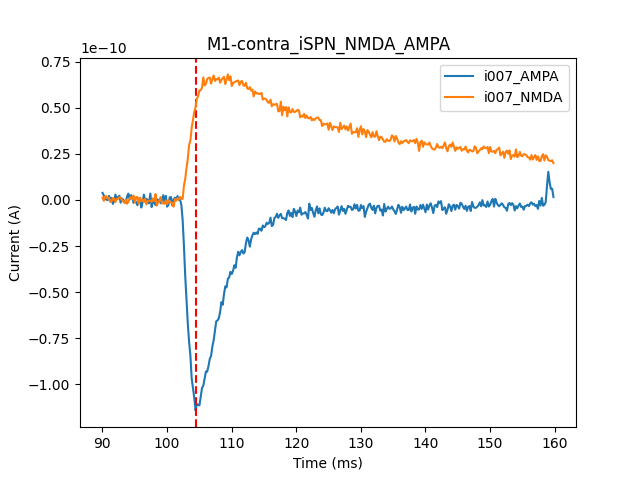 M1-contra_iSPN_NMDA_AMPA
1e−10
i007_AMPA
i007_NMDA
0.75
0.50
0.25
0.00
−0.25
−0.50
−0.75
−1.00
Current (A)
90 100 110 120 130 140 150 160
Time (ms)